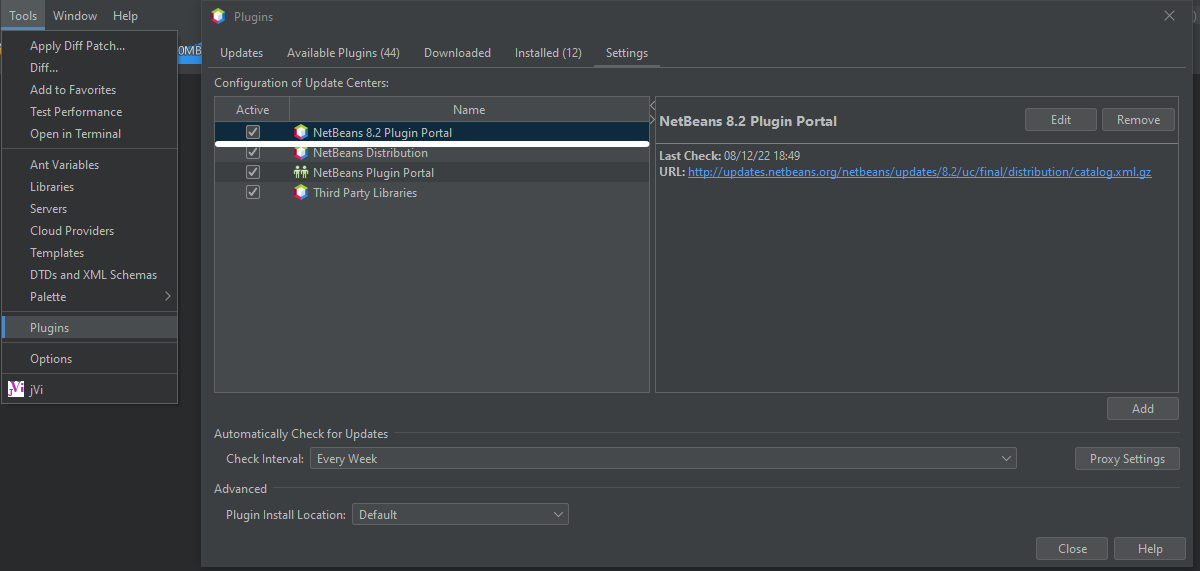 Tools Window Help
Apply Diff Patch...
Diff...
Add to Favorites
Test Performance
Open in Terminal
Ant Variables
Libraries
Servers
Cloud Providers
Templates
DTDs and XML Schemas
Palette
Plugins
Options
jVi
0MB
Plugins
Updates Available Plugins (44) Downloaded Installed (12) Settings
Configuration of Update Centers:
Active Name
NetBeans 8.2 Plugin Portal
NetBeans Distribution
NetBeans Plugin Portal
Third Party Libraries
NetBeans 8.2 Plugin Portal Edit Remove
Last Check: 08/12/22 18:49
URL: http://updates.netbeans.org/netbeans/updates/8.2/uc/final/distribution/catalog.xml.gz
Add
Automatically Check for Updates
Check Interval: Every Week Proxy Settings
Advanced
Plugin Install Location: Default
Close Help